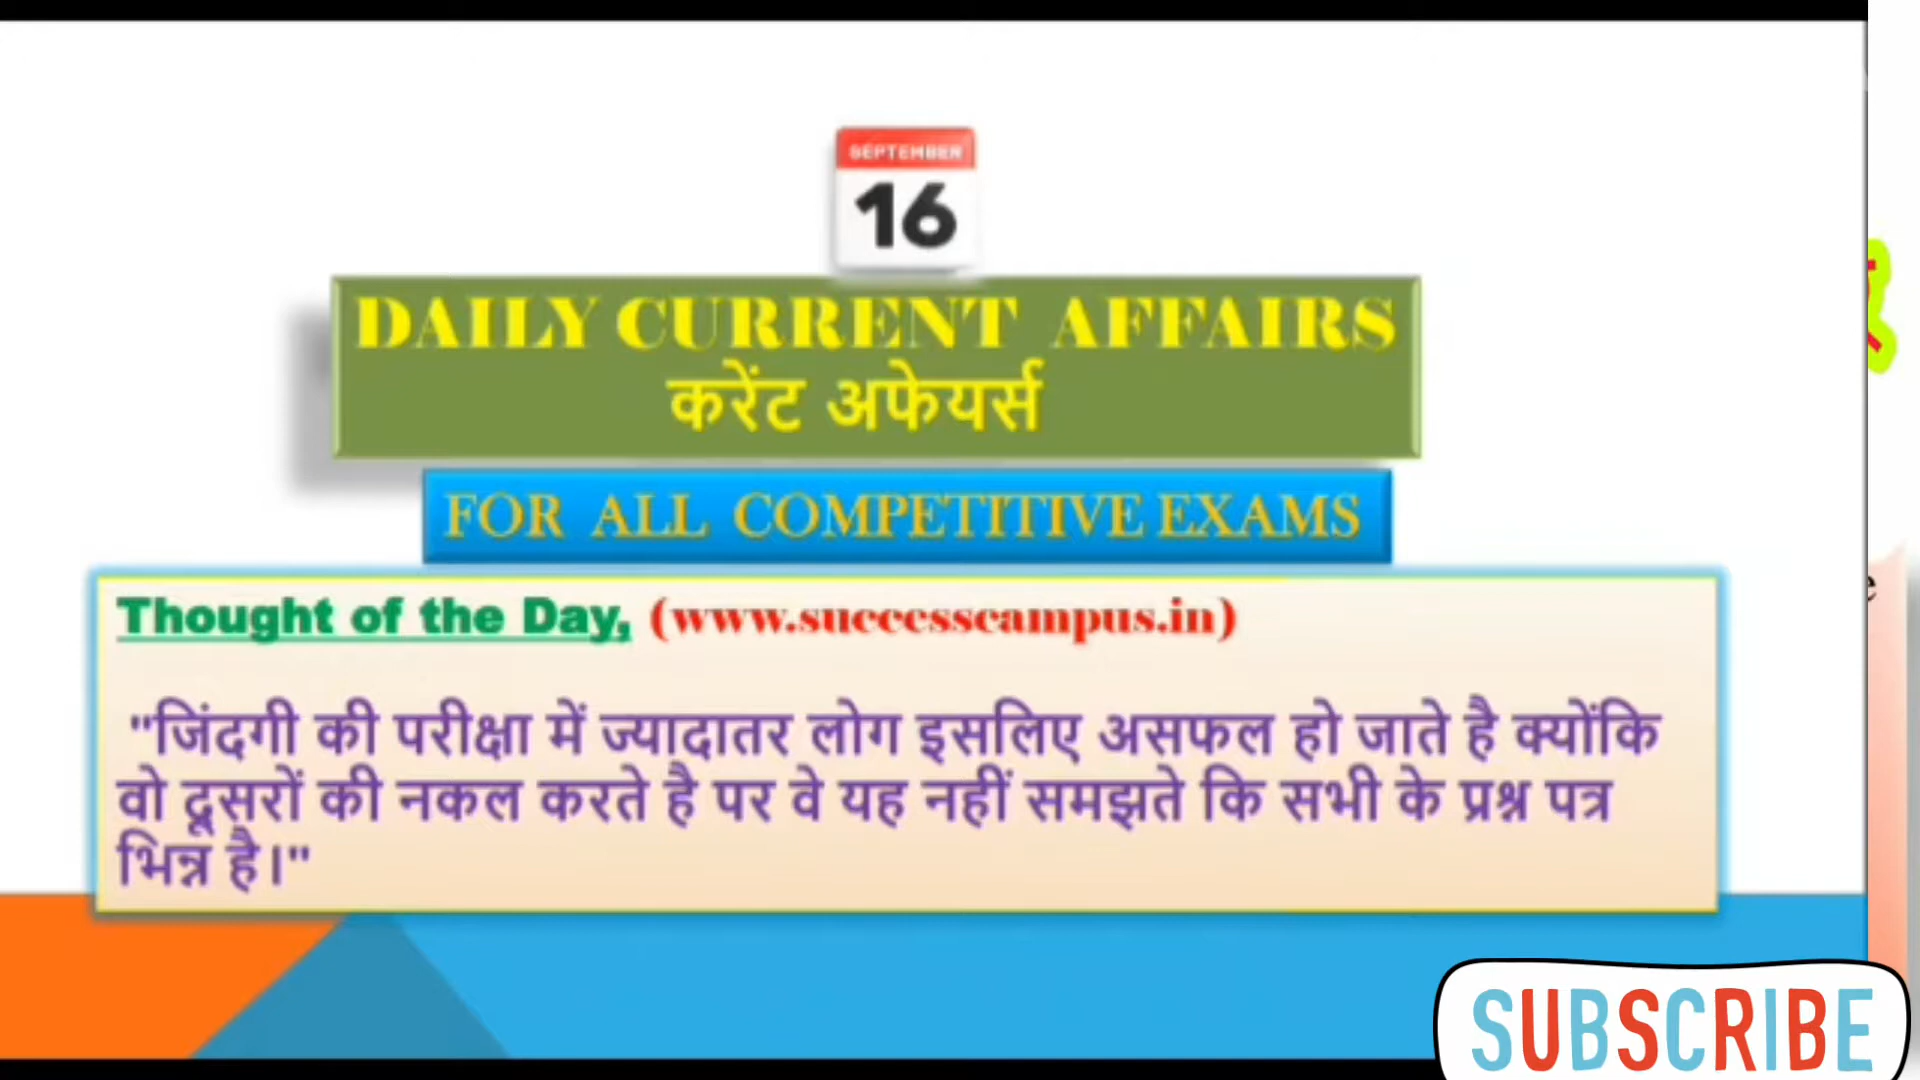 SEPTEMBER
16
DAILY CURRENT AFFAIRS
करेंट अफेयर्स
FOR ALL COMPETITIVE EXAMS
Thought of the Day, (www.successcampus.in)
"जिंदगी की परीक्षा में ज्यादातर लोग इसलिए असफल हो जाते है क्योंकि
वो दूसरों की नकल करते है पर वे यह नहीं समझते कि सभी के प्रश्न पत्र
भिन्न है।"
SUBSCRIBE